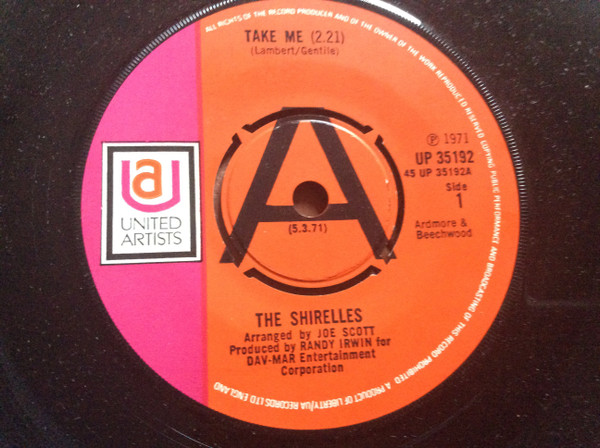 ALL RIGHTS OF THE RECORD PRODUCER AND OF THE OWNER OF THE WORK REPRODUCED RESERVED COPYING PUBLIC PERFORMANCE AND BROADCASTING OF THIS RECORD PROHIBITED A PRODUCT OF LIBERTY/UA RECORDS LTD ENGLAND
TAKE ME (2.21)
(Lambert/Gentile)
A
℗ 1971
UP 35192
45 UP 35192A
Side
1
Ardmore &
Beechwood
ua
UNITED
ARTISTS
(5.3.71)
THE SHIRELLES
Arranged by JOE SCOTT
Produced by RANDY IRWIN for
DAV-MAR Entertainment
Corporation